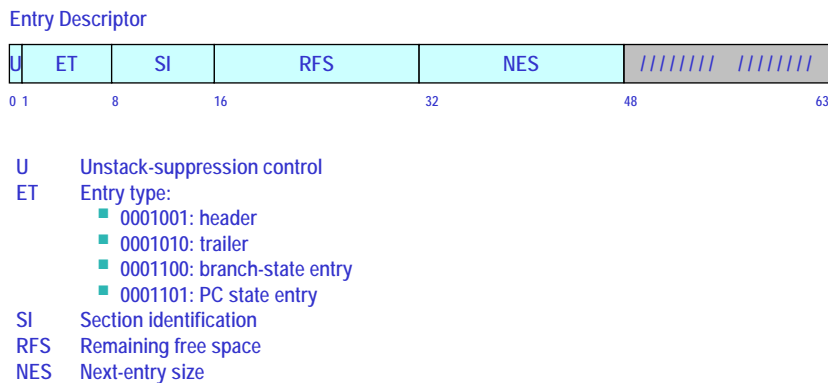 Entry Descriptor
U ET SI RFS NES //////// ////////
0 1 8 16 32 48 63
U Unstack-suppression control
ET Entry type:
0001001: header
0001010: trailer
0001100: branch-state entry
0001101: PC state entry
SI Section identification
RFS Remaining free space
NES Next-entry size